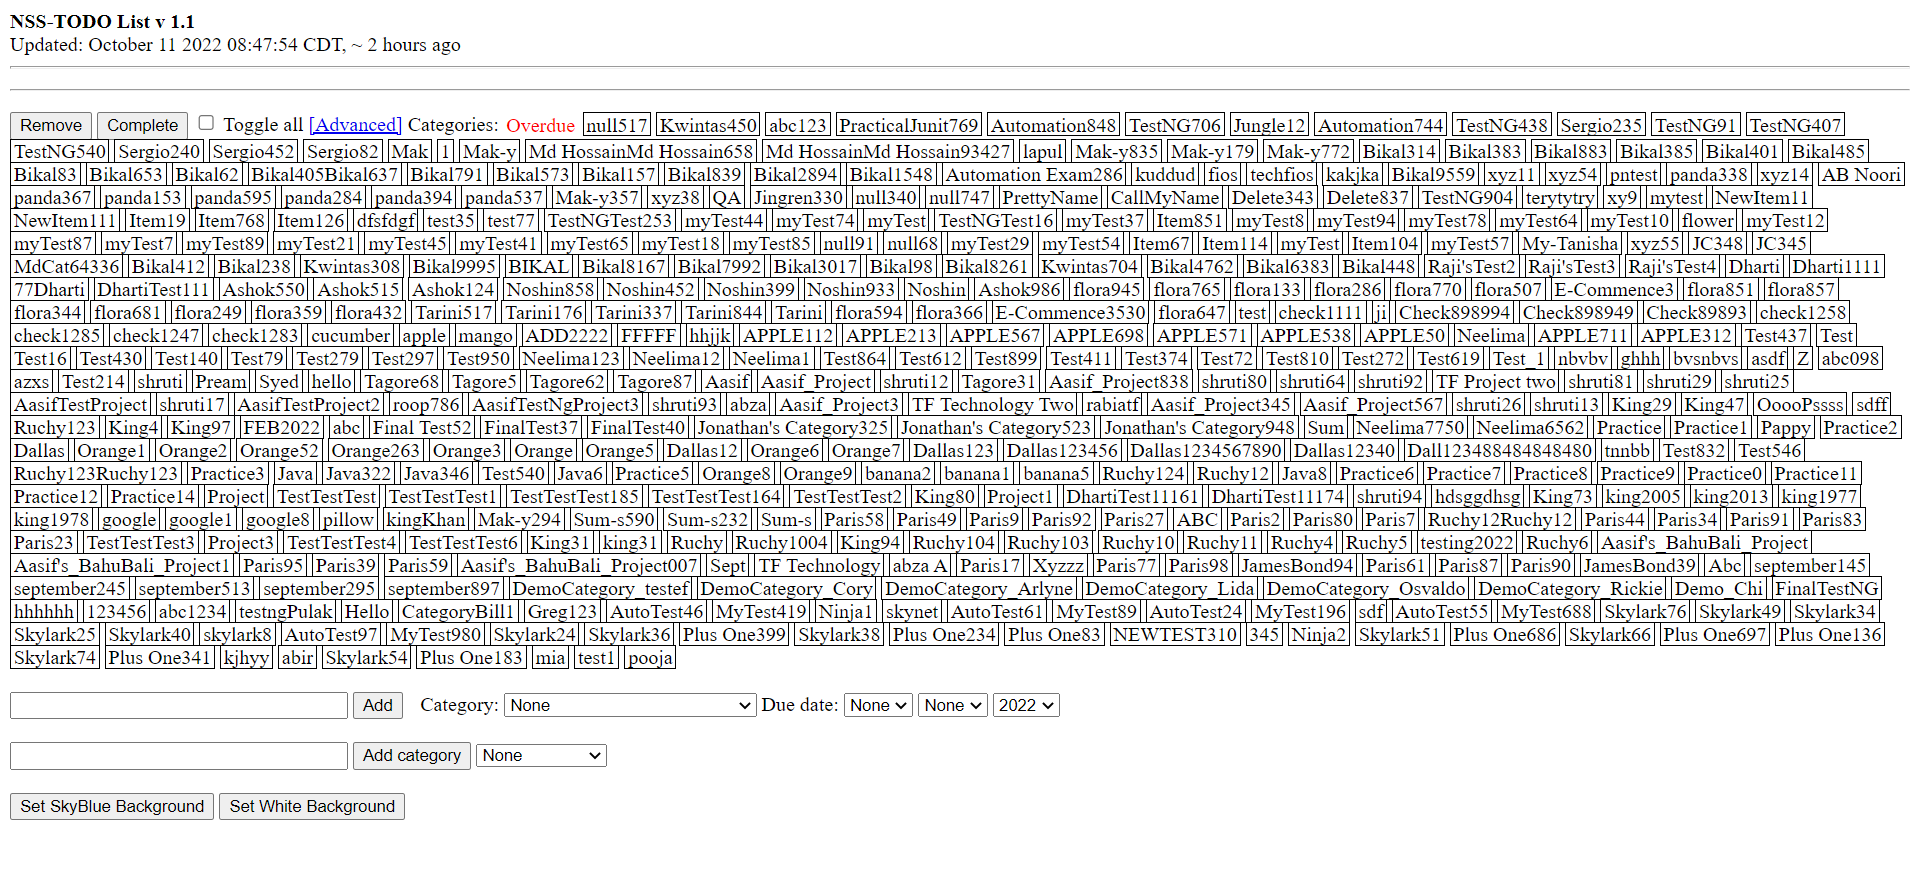 NSS-TODO List v 1.1
Updated: October 11 2022 08:47:54 CDT, ~ 2 hours ago
Remove Complete Toggle all [Advanced] Categories: Overdue null517 Kwintas450 abc123 PracticalJunit769 Automation848 TestNG706 Jungle12 Automation744 TestNG438 Sergio235 TestNG91 TestNG407
TestNG540 Sergio240 Sergio452 Sergio82 Mak 1 Mak-y Md HossainMd Hossain658 Md HossainMd Hossain93427 lapul Mak-y835 Mak-y179 Mak-y772 Bikal314 Bikal383 Bikal883 Bikal385 Bikal401 Bikal485
Bikal83 Bikal653 Bikal62 Bikal405Bikal637 Bikal791 Bikal573 Bikal157 Bikal839 Bikal2894 Bikal1548 Automation Exam286 kuddud fios techfios kakjka Bikal9559 xyz11 xyz54 pntest panda338 xyz14 AB Noori
panda367 panda153 panda595 panda284 panda394 panda537 Mak-y357 xyz38 QA Jingren330 null340 null747 PrettyName CallMyName Delete343 Delete837 TestNG904 terytytry xy9 mytest NewItem11
NewItem111 Item19 Item768 Item126 dfsfdgf test35 test77 TestNGTest253 myTest44 myTest74 myTest TestNGTest16 myTest37 Item851 myTest8 myTest94 myTest78 myTest64 myTest10 flower myTest12
myTest87 myTest7 myTest89 myTest21 myTest45 myTest41 myTest65 myTest18 myTest85 null91 null68 myTest29 myTest54 Item67 Item114 myTest Item104 myTest57 My-Tanisha xyz55 JC348 JC345
MdCat64336 Bikal412 Bikal238 Kwintas308 Bikal9995 BIKAL Bikal8167 Bikal7992 Bikal3017 Bikal98 Bikal8261 Kwintas704 Bikal4762 Bikal6383 Bikal448 Raji'sTest2 Raji'sTest3 Raji'sTest4 Dharti Dharti1111
77Dharti DhartiTest111 Ashok550 Ashok515 Ashok124 Noshin858 Noshin452 Noshin399 Noshin933 Noshin Ashok986 flora945 flora765 flora133 flora286 flora770 flora507 E-Commence3 flora851 flora857
flora344 flora681 flora249 flora359 flora432 Tarini517 Tarini176 Tarini337 Tarini844 Tarini flora594 flora366 E-Commence3530 flora647 test check1111 ji Check898994 Check898949 Check89893 check1258
check1285 check1247 check1283 cucumber apple mango ADD2222 FFFFF hhjjk APPLE112 APPLE213 APPLE567 APPLE698 APPLE571 APPLE538 APPLE50 Neelima APPLE711 APPLE312 Test437 Test
Test16 Test430 Test140 Test79 Test279 Test297 Test950 Neelima123 Neelima12 Neelima1 Test864 Test612 Test899 Test411 Test374 Test72 Test810 Test272 Test619 Test_1 nbvbv ghhh bvsnbvs asdf Z abc098
azxs Test214 shruti Pream Syed hello Tagore68 Tagore5 Tagore62 Tagore87 Aasif Aasif_Project shruti12 Tagore31 Aasif_Project838 shruti80 shruti64 shruti92 TF Project two shruti81 shruti29 shruti25
AasifTestProject shruti17 AasifTestProject2 roop786 AasifTestNgProject3 shruti93 abza Aasif_Project3 TF Technology Two rabiatf Aasif_Project345 Aasif_Project567 shruti26 shruti13 King29 King47 OoooPssss sdff
Ruchy123 King4 King97 FEB2022 abc Final Test52 FinalTest37 FinalTest40 Jonathan's Category325 Jonathan's Category523 Jonathan's Category948 Sum Neelima7750 Neelima6562 Practice Practice1 Pappy Practice2
Dallas Orange1 Orange2 Orange52 Orange263 Orange3 Orange Orange5 Dallas12 Orange6 Orange7 Dallas123 Dallas123456 Dallas1234567890 Dallas12340 Dall123488484848480 tnnbb Test832 Test546
Ruchy123Ruchy123 Practice3 Java Java322 Java346 Test540 Java6 Practice5 Orange8 Orange9 banana2 banana1 banana5 Ruchy124 Ruchy12 Java8 Practice6 Practice7 Practice8 Practice9 Practice0 Practice11
Practice12 Practice14 Project TestTestTest TestTestTest1 TestTestTest185 TestTestTest164 TestTestTest2 King80 Project1 DhartiTest11161 DhartiTest11174 shruti94 hdsggdhsg King73 king2005 king2013 king1977
king1978 google google1 google8 pillow kingKhan Mak-y294 Sum-s590 Sum-s232 Sum-s Paris58 Paris49 Paris9 Paris92 Paris27 ABC Paris2 Paris80 Paris7 Ruchy12Ruchy12 Paris44 Paris34 Paris91 Paris83
Paris23 TestTestTest3 Project3 TestTestTest4 TestTestTest6 King31 king31 Ruchy Ruchy1004 King94 Ruchy104 Ruchy103 Ruchy10 Ruchy11 Ruchy4 Ruchy5 testing2022 Ruchy6 Aasif's_BahuBali_Project
Aasif's_BahuBali_Project1 Paris95 Paris39 Paris59 Aasif's_BahuBali_Project007 Sept TF Technology abza A Paris17 Xyzzz Paris77 Paris98 JamesBond94 Paris61 Paris87 Paris90 JamesBond39 Abc september145
september245 september513 september295 september897 DemoCategory_testef DemoCategory_Cory DemoCategory_Arlyne DemoCategory_Lida DemoCategory_Osvaldo DemoCategory_Rickie Demo_Chi FinalTestNG
hhhhhh 123456 abc1234 testngPulak Hello CategoryBill1 Greg123 AutoTest46 MyTest419 Ninja1 skynet AutoTest61 MyTest89 AutoTest24 MyTest196 sdf AutoTest55 MyTest688 Skylark76 Skylark49 Skylark34
Skylark25 Skylark40 skylark8 AutoTest97 MyTest980 Skylark24 Skylark36 Plus One399 Skylark38 Plus One234 Plus One83 NEWTEST310 345 Ninja2 Skylark51 Plus One686 Skylark66 Plus One697 Plus One136
Skylark74 Plus One341 kjhyy abir Skylark54 Plus One183 mia test1 pooja
Add Category: None Due date: None None 2022
Add category None
Set SkyBlue Background Set White Background